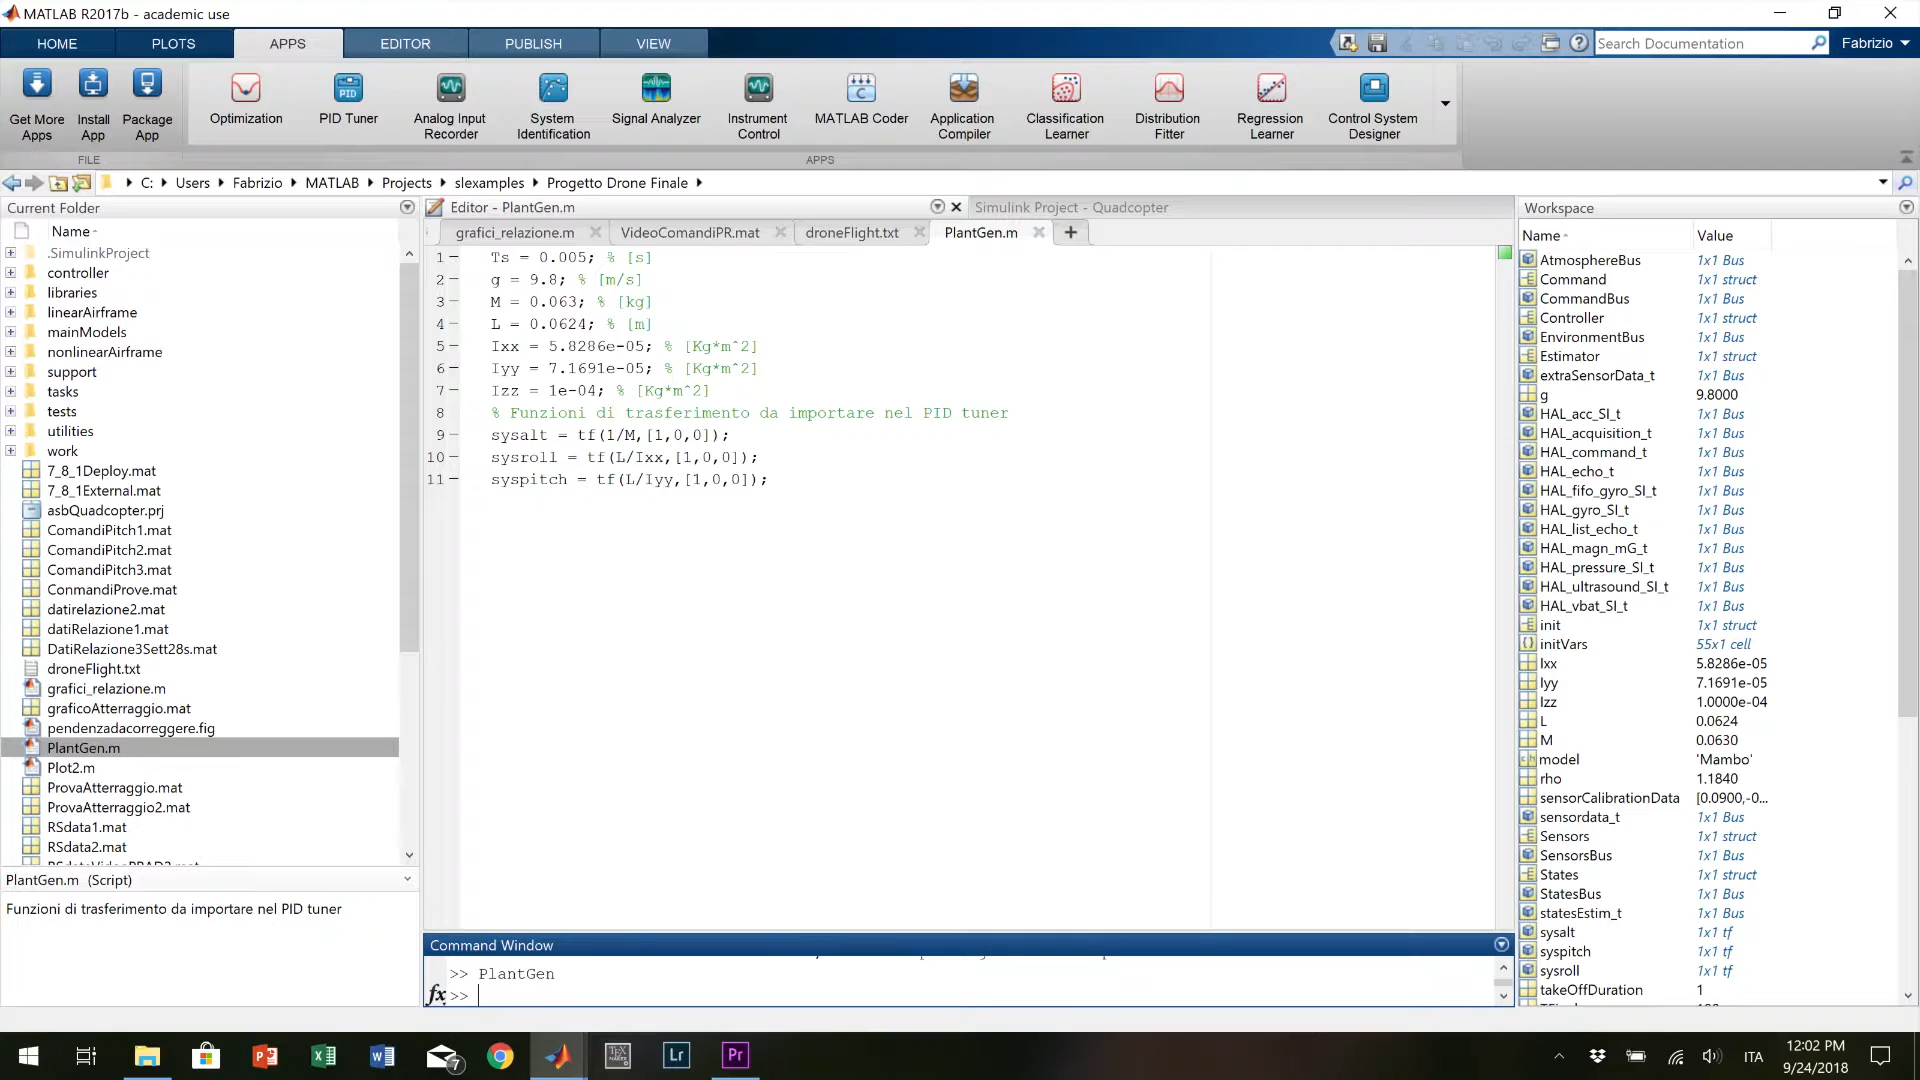 MATLAB R2017b - academic use
HOME PLOTS APPS EDITOR PUBLISH VIEW
Search Documentation
Fabrizio
Get More Apps
Install App
Package App
Optimization
PID
PID Tuner
Analog Input Recorder
System Identification
Signal Analyzer
Instrument Control
C
MATLAB Coder
Application Compiler
Classification Learner
Distribution Fitter
Regression Learner
Control System Designer
FILE
APPS
C: Users Fabrizio MATLAB Projects slexamples Progetto Drone Finale
Current Folder
Name
.SimulinkProject
controller
libraries
linearAirframe
mainModels
nonlinearAirframe
support
tasks
tests
utilities
work
7_8_1Deploy.mat
7_8_1External.mat
asbQuadcopter.prj
ComandiPitch1.mat
ComandiPitch2.mat
ComandiPitch3.mat
ConmandiProve.mat
datirelazione2.mat
datiRelazione1.mat
DatiRelazione3Sett28s.mat
droneFlight.txt
grafici_relazione.m
graficoAtterraggio.mat
pendenzadacorreggere.fig
PlantGen.m
Plot2.m
ProvaAtterraggio.mat
ProvaAtterraggio2.mat
RSdata1.mat
RSdata2.mat
PlantGen.m (Script)
Funzioni di trasferimento da importare nel PID tuner
Editor - PlantGen.m
Simulink Project - Quadcopter
grafici_relazione.m VideoComandiPR.mat droneFlight.txt PlantGen.m +
1 Ts = 0.005; % [s]
2 g = 9.8; % [m/s]
3 M = 0.063; % [kg]
4 L = 0.0624; % [m]
5 Ixx = 5.8286e-05; % [Kg*m^2]
6 Iyy = 7.1691e-05; % [Kg*m^2]
7 Izz = 1e-04; % [Kg*m^2]
8 % Funzioni di trasferimento da importare nel PID tuner
9 sysalt = tf(1/M,[1,0,0]);
10 sysroll = tf(L/Ixx,[1,0,0]);
11 syspitch = tf(L/Iyy,[1,0,0]);
Command Window
>> PlantGen
fx >>
Workspace
Name Value
AtmosphereBus 1x1 Bus
Command 1x1 struct
CommandBus 1x1 Bus
Controller 1x1 struct
EnvironmentBus 1x1 Bus
Estimator 1x1 struct
extraSensorData_t 1x1 Bus
g 9.8000
HAL_acc_SI_t 1x1 Bus
HAL_acquisition_t 1x1 Bus
HAL_command_t 1x1 Bus
HAL_echo_t 1x1 Bus
HAL_fifo_gyro_SI_t 1x1 Bus
HAL_gyro_SI_t 1x1 Bus
HAL_list_echo_t 1x1 Bus
HAL_magn_mG_t 1x1 Bus
HAL_pressure_SI_t 1x1 Bus
HAL_ultrasound_SI_t 1x1 Bus
HAL_vbat_SI_t 1x1 Bus
init 1x1 struct
initVars 55x1 cell
Ixx 5.8286e-05
Iyy 7.1691e-05
Izz 1.0000e-04
L 0.0624
M 0.0630
model 'Mambo'
rho 1.1840
sensorCalibrationData [0.0900,-0...
sensordata_t 1x1 Bus
Sensors 1x1 struct
SensorsBus 1x1 Bus
States 1x1 struct
StatesBus 1x1 Bus
statesEstim_t 1x1 Bus
sysalt 1x1 tf
syspitch 1x1 tf
sysroll 1x1 tf
takeOffDuration 1
7
Lr
Pr
ITA
12:02 PM
9/24/2018